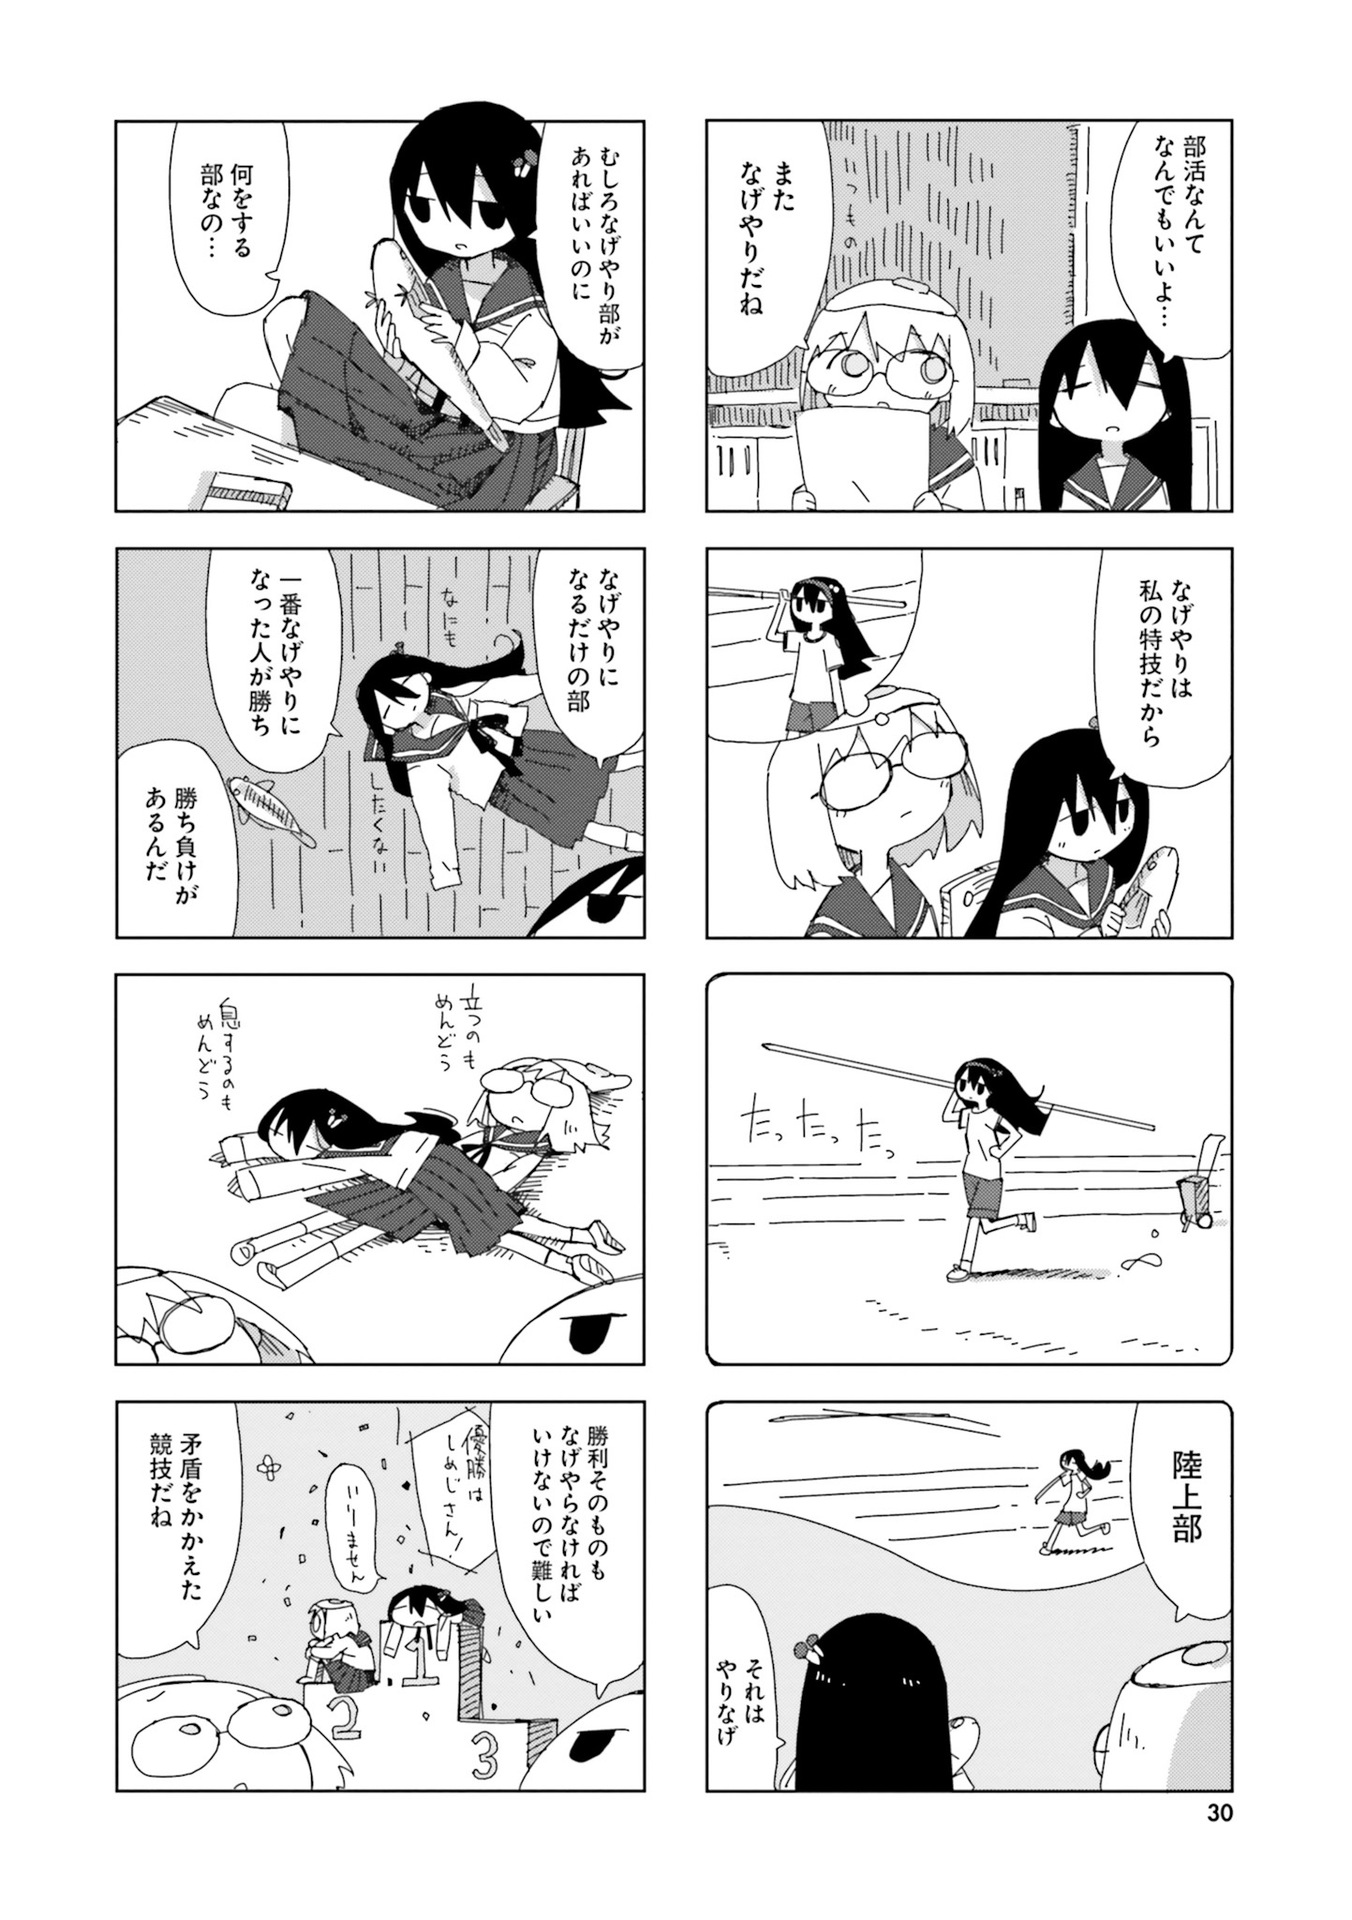 部活なんて
なんでもいいよ…
いつもの
また
なげやりだね
なげやりは
私の特技だから
たっ たっ たっ
陸上部
それは
やりなげ
むしろなげやり部が
あればいいのに
何をする
部なの…
なげやりに
なるだけの部
なにも
したくない
一番なげやりに
なった人が勝ち
勝ち負けが
あるんだ
立つのも
めんどう
息するのも
めんどう
勝利そのものも
なげやらなければ
いけないので難しい
優勝は
しめじさん!
いりーません
1
2
3
矛盾をかかえた
競技だね
30